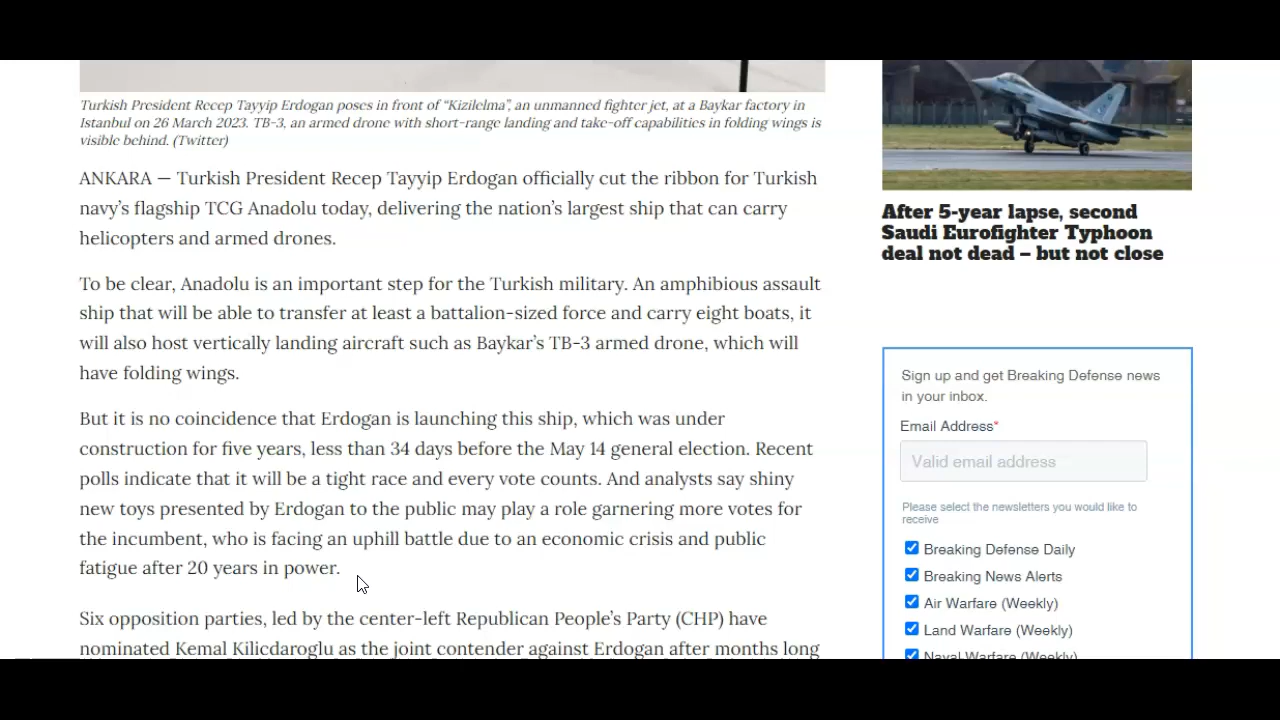 Turkish President Recep Tayyip Erdogan poses in front of “Kizilelma”, an unmanned fighter jet, at a Baykar factory in
Istanbul on 26 March 2023. TB-3, an armed drone with short-range landing and take-off capabilities in folding wings is
visible behind. (Twitter)
ANKARA — Turkish President Recep Tayyip Erdogan officially cut the ribbon for Turkish
navy’s flagship TCG Anadolu today, delivering the nation’s largest ship that can carry
helicopters and armed drones.
To be clear, Anadolu is an important step for the Turkish military. An amphibious assault
ship that will be able to transfer at least a battalion-sized force and carry eight boats, it
will also host vertically landing aircraft such as Baykar’s TB-3 armed drone, which will
have folding wings.
But it is no coincidence that Erdogan is launching this ship, which was under
construction for five years, less than 34 days before the May 14 general election. Recent
polls indicate that it will be a tight race and every vote counts. And analysts say shiny
new toys presented by Erdogan to the public may play a role garnering more votes for
the incumbent, who is facing an uphill battle due to an economic crisis and public
fatigue after 20 years in power.
Six opposition parties, led by the center-left Republican People’s Party (CHP) have
nominated Kemal Kilicdaroglu as the joint contender against Erdogan after months long
After 5-year lapse, second
Saudi Eurofighter Typhoon
deal not dead – but not close
Sign up and get Breaking Defense news
in your inbox.
Email Address*
Valid email address
Please select the newsletters you would like to
receive
Breaking Defense Daily
Breaking News Alerts
Air Warfare (Weekly)
Land Warfare (Weekly)
Naval Warfare (Weekly)